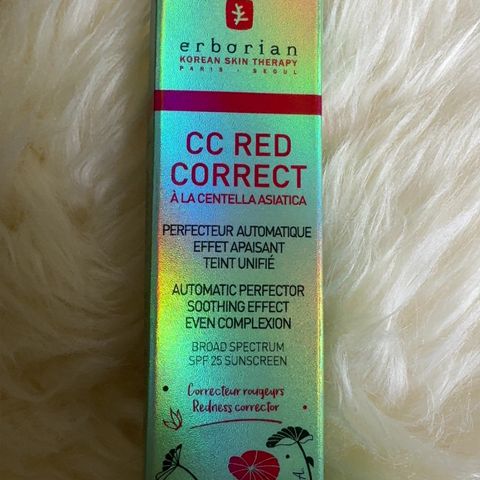 erborian
KOREAN SKIN THERAPY
PARIS - SEOUL
CC RED
CORRECT
À LA CENTELLA ASIATICA
PERFECTEUR AUTOMATIQUE
EFFET APAISANT
TEINT UNIFIÉ
AUTOMATIC PERFECTOR
SOOTHING EFFECT
EVEN COMPLEXION
BROAD SPECTRUM
SPF 25 SUNSCREEN
Correcteur rougeurs
Redness corrector